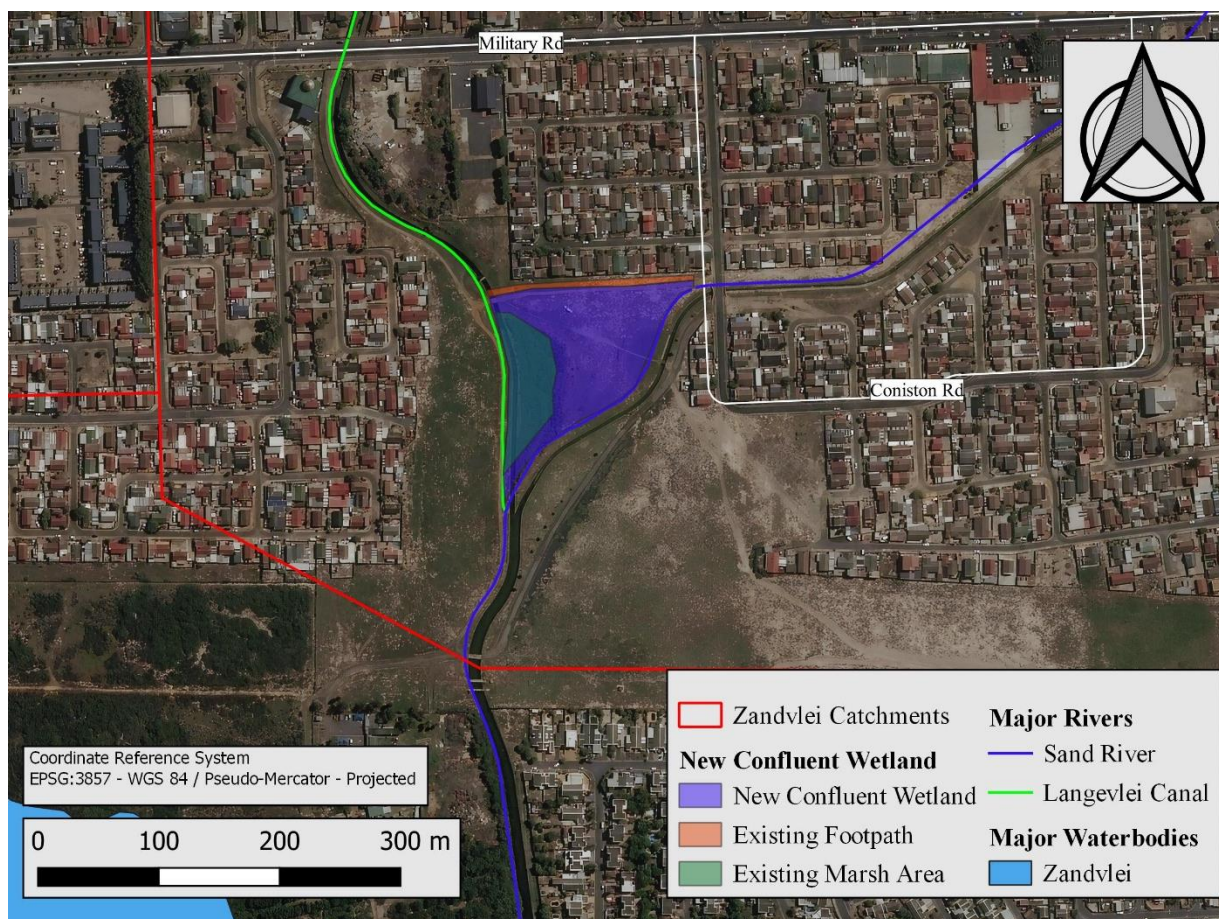 Military Rd
Coniston Rd
Coordinate Reference System
EPSG:3857 - WGS 84 / Pseudo-Mercator - Projected
0 100 200 300 m
Zandvlei Catchments
New Confluent Wetland
New Confluent Wetland
Existing Footpath
Existing Marsh Area
Major Rivers
Sand River
Langevlei Canal
Major Waterbodies
Zandvlei